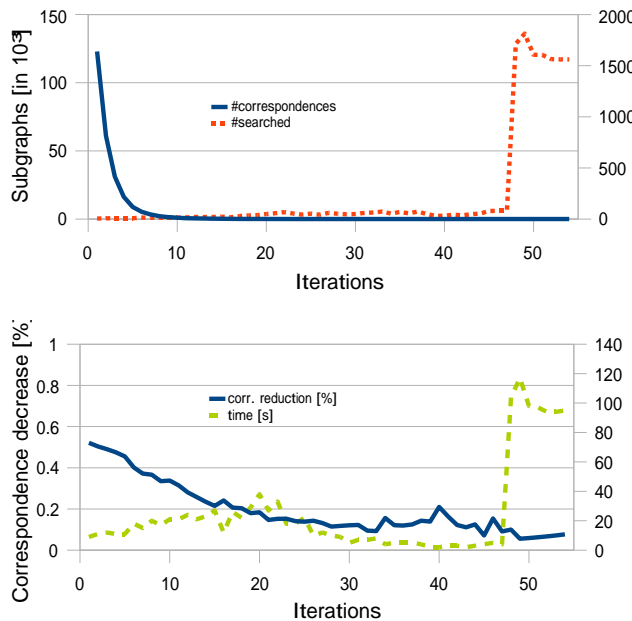 150
2000
Subgraphs [in 10³]
100
1500
#correspondences
#searched
1000
50
500
0
0
0 10 20 30 40 50
Iterations
Correspondence decrease [%]
1
140
120
0.8
100
corr. reduction [%]
time [s]
0.6
80
60
0.4
40
0.2
20
0
0
0 10 20 30 40 50
Iterations